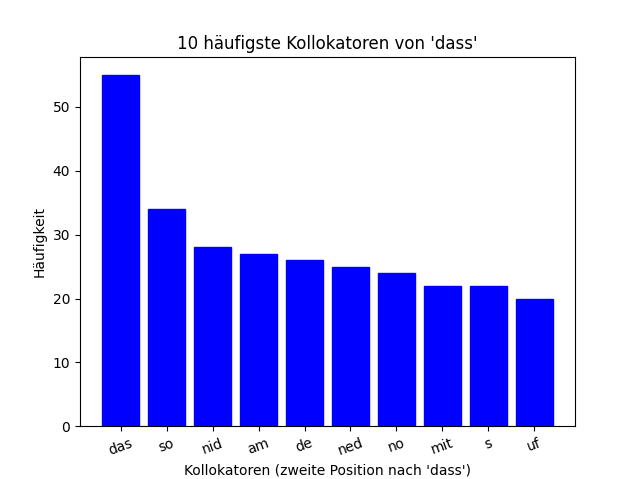 10 häufigste Kollokatoren von 'dass'
Häufigkeit
50
40
30
20
10
0
das so nid am de ned no mit s uf
Kollokatoren (zweite Position nach 'dass')